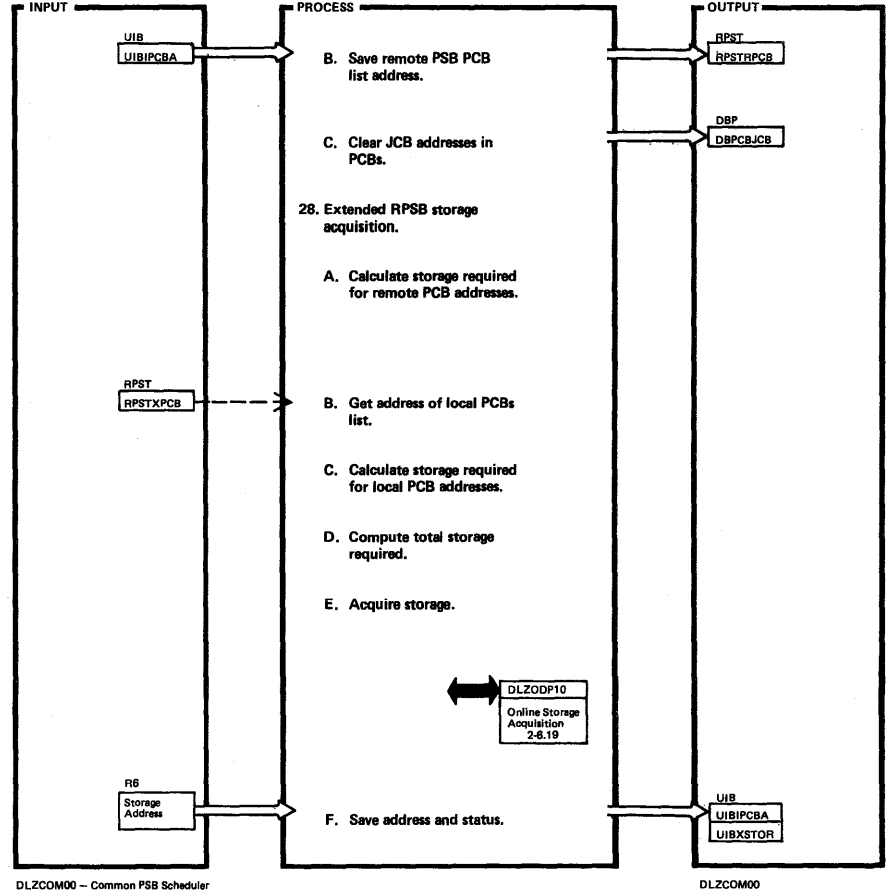 INPUT
PROCESS
OUTPUT
UIB
UIBIPCBA
B. Save remote PSB PCB
list address.
RPST
RPSTRPCB
C. Clear JCB addresses in
PCBs.
DBP
DBPCBJCB
28. Extended RPSB storage
acquisition.
A. Calculate storage required
for remote PCB addresses.
RPST
RPSTXPCB
B. Get address of local PCBs
list.
C. Calculate storage required
for local PCB addresses.
D. Compute total storage
required.
E. Acquire storage.
DLZODP10
Online Storage
Acquisition
2-6.19
R6
Storage
Address
F. Save address and status.
UIB
UIBIPCBA
UIBXSTOR
DLZCOM00 – Common PSB Scheduler
DLZCOM00